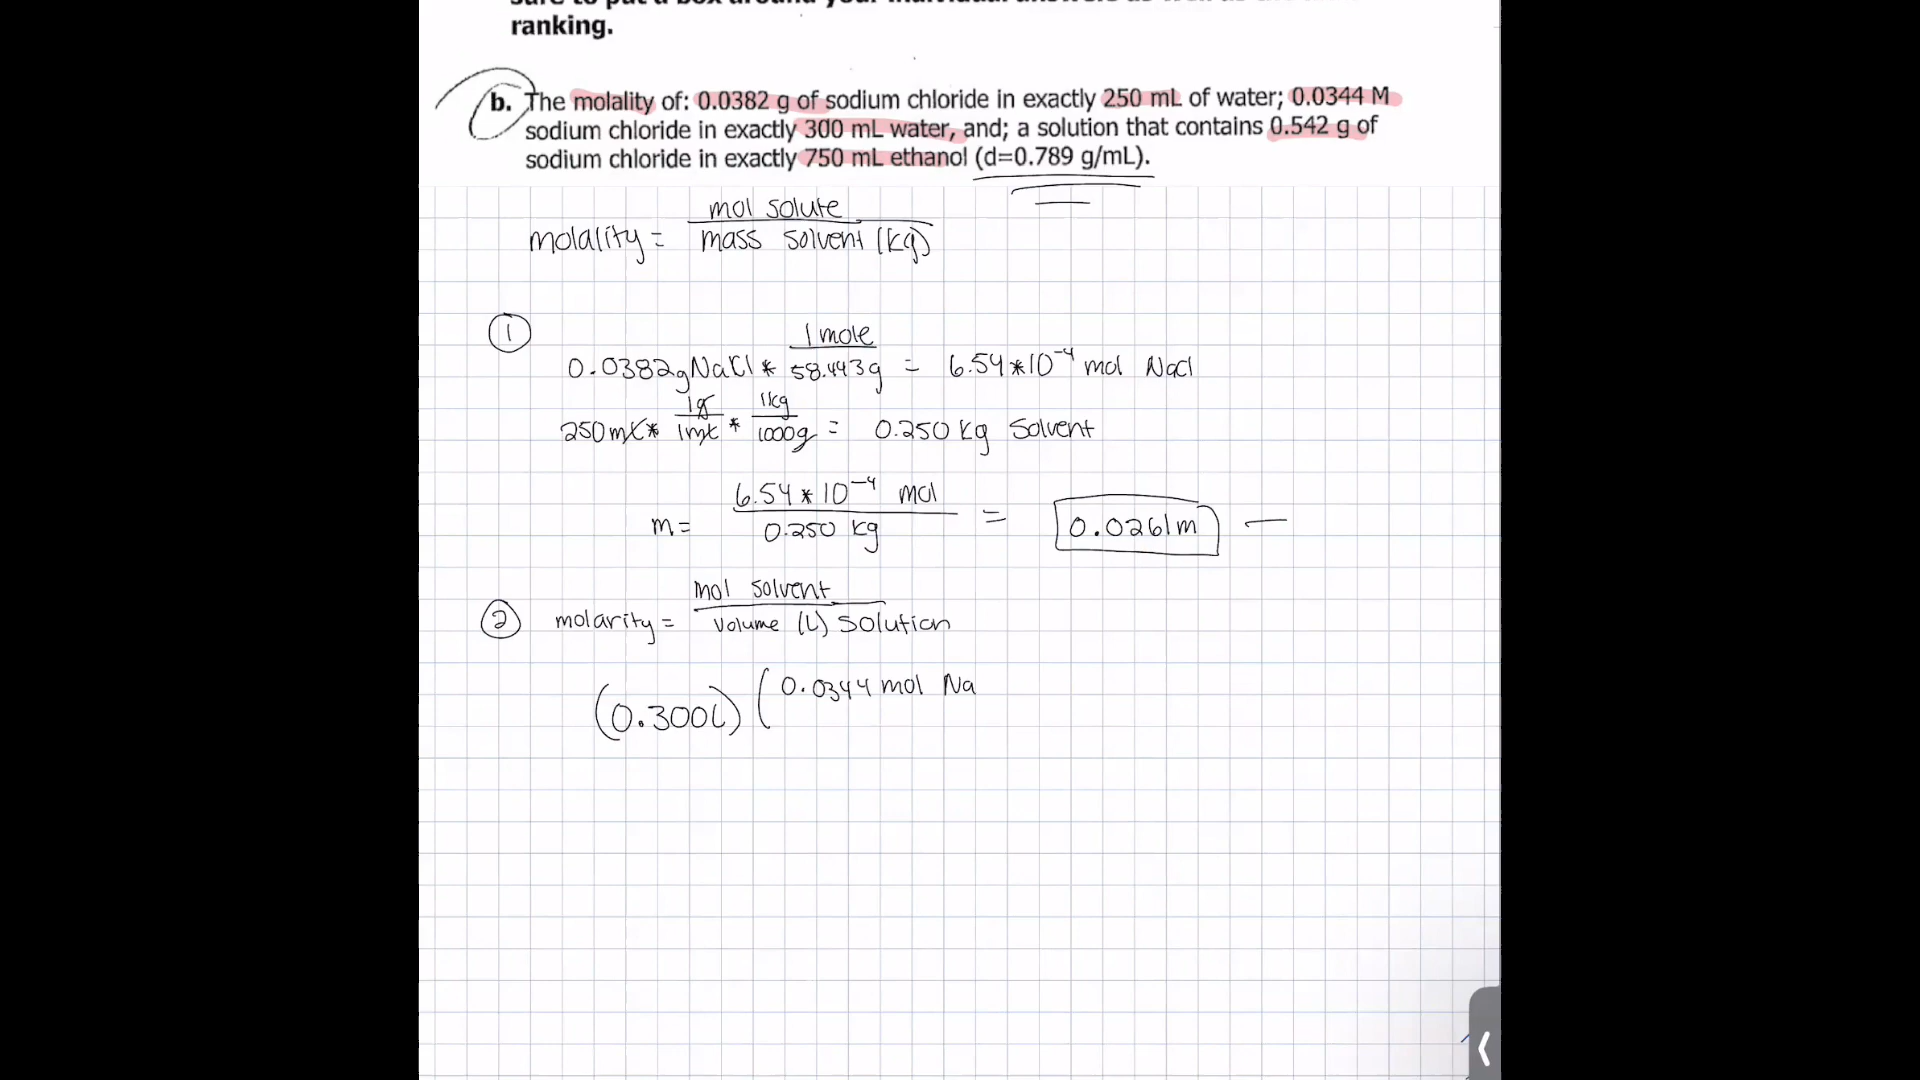 ranking.
b. The molality of: 0.0382 g of sodium chloride in exactly 250 mL of water; 0.0344 M
sodium chloride in exactly 300 mL water, and; a solution that contains 0.542 g of
sodium chloride in exactly 750 mL ethanol (d=0.789 g/mL).
mol solute
molality = mass solvent (kg)
1
1 mole
0.0382g NaCl * 58.443g = 6.54*10⁻⁴ mol NaCl
1g 1kg
250mL * 1mL * 1000g = 0.250 kg Solvent
6.54*10⁻⁴ mol
m = 0.250 kg = 0.0261m —
mol solvent
2 molarity = Volume (L) Solution
(0.300L) ( 0.0344 mol Na